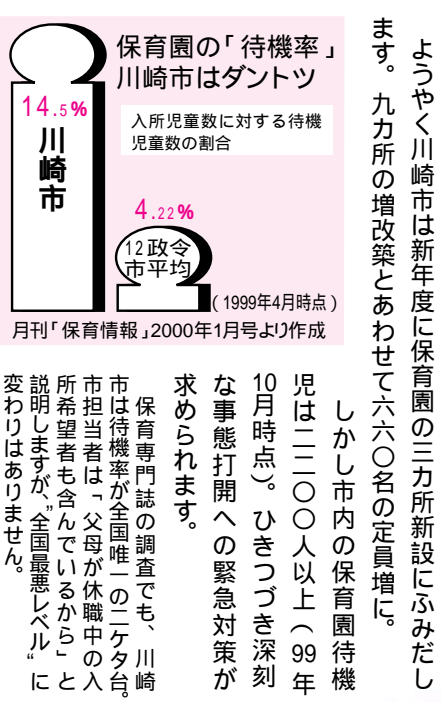 ようやく川崎市は新年度に保育園の三カ所新設にふみだし
ます。九カ所の増改築とあわせて六六〇名の定員増に。
保育園の「待機率」
川崎市はダントツ
入所児童数に対する待機
児童数の割合
14.5%
川崎市
4.22%
12政令
市平均
(1999年4月時点)
月刊「保育情報」2000年1月号より作成
しかし市内の保育園待機
児は二二〇〇人以上(99年
10月時点)。ひきつづき深刻
な事態打開への緊急対策が
求められます。
保育専門誌の調査でも、川崎
市は待機率が全国唯一の二ケタ台。
市担当者は「父母が休職中の入
所希望者も含んでいるから」と
説明しますが、"全国最悪レベル"に
変わりはありません。